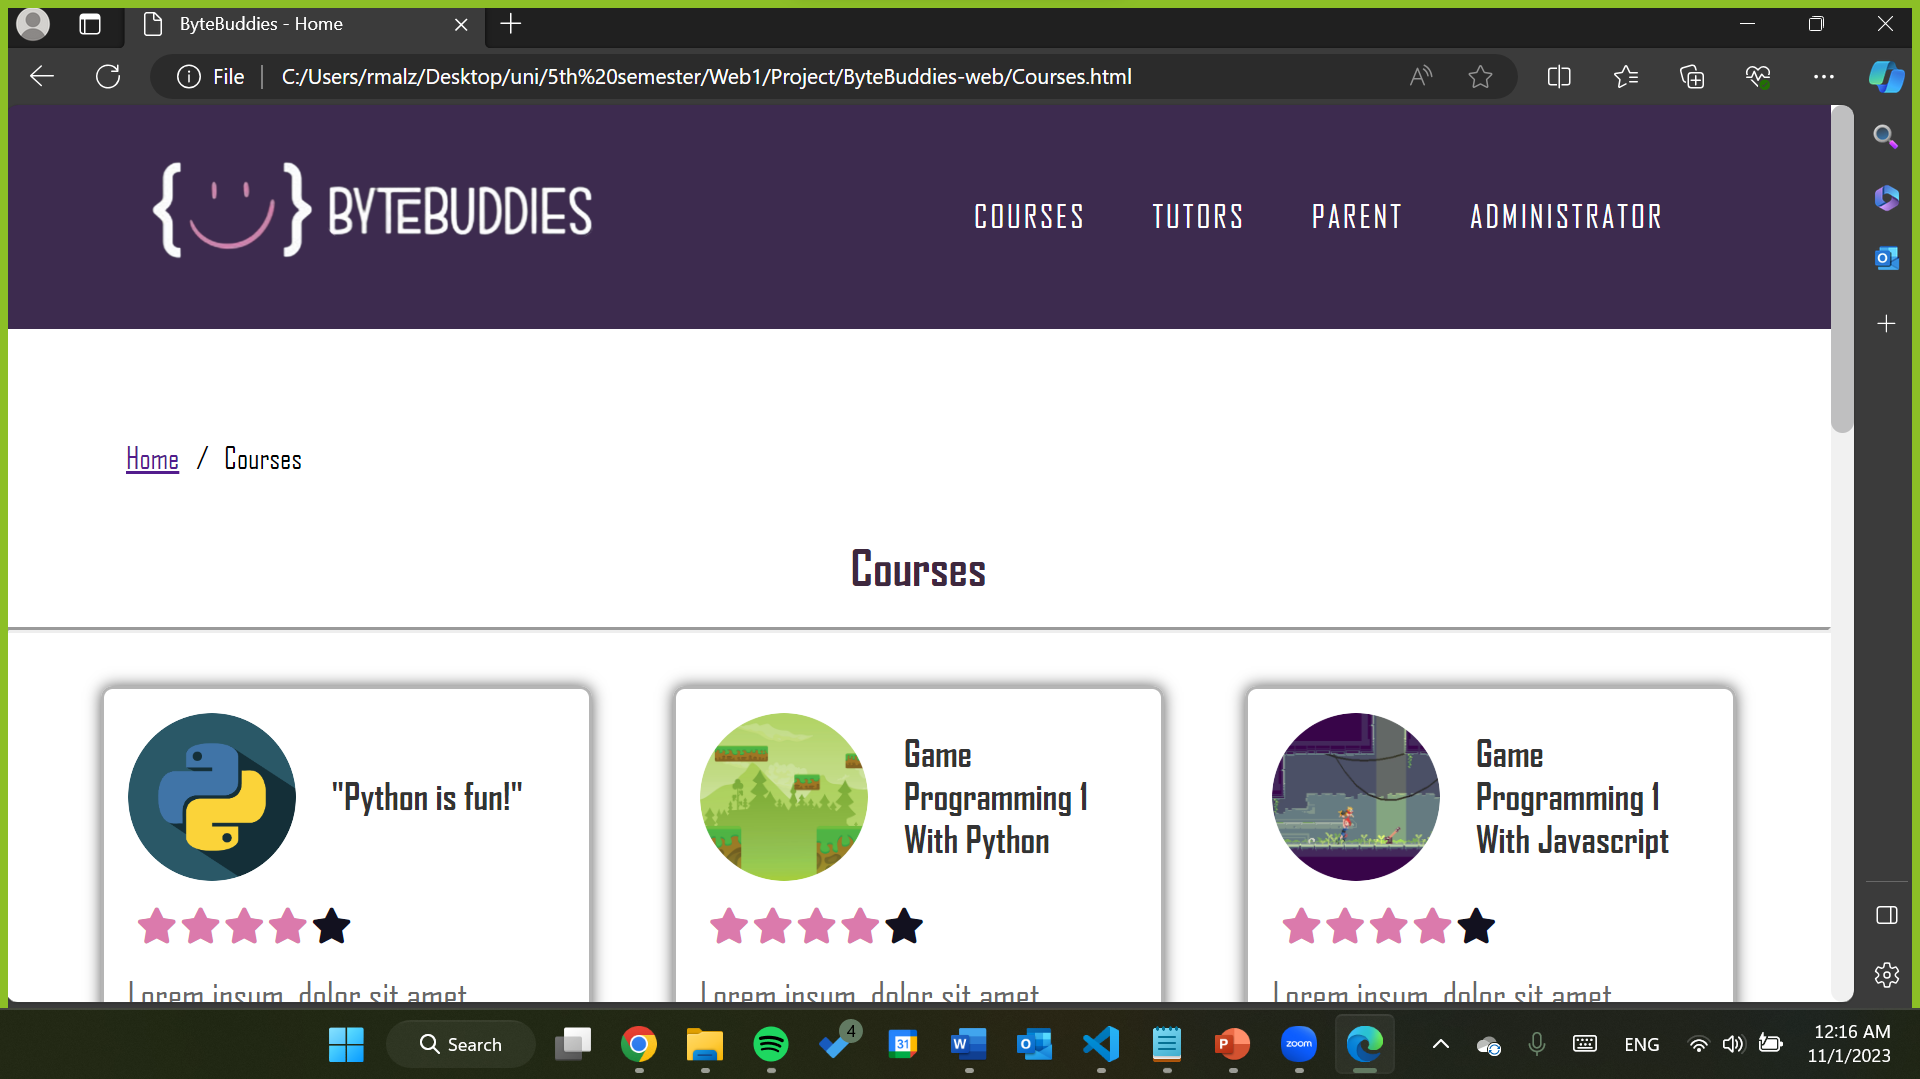 ByteBuddies - Home
File
C:/Users/rmalz/Desktop/uni/5th%20semester/Web1/Project/ByteBuddies-web/Courses.html
{ } BYTEBUDDIES
COURSES TUTORS PARENT ADMINISTRATOR
Home / Courses
Courses
"Python is fun!"
Game
Programming 1
With Python
Game
Programming 1
With Javascript
Lorem ipsum, dolor sit amet
Lorem ipsum, dolor sit amet
Lorem ipsum, dolor sit amet
Search
4
31
W
O
P
zoom
ENG
12:16 AM
11/1/2023